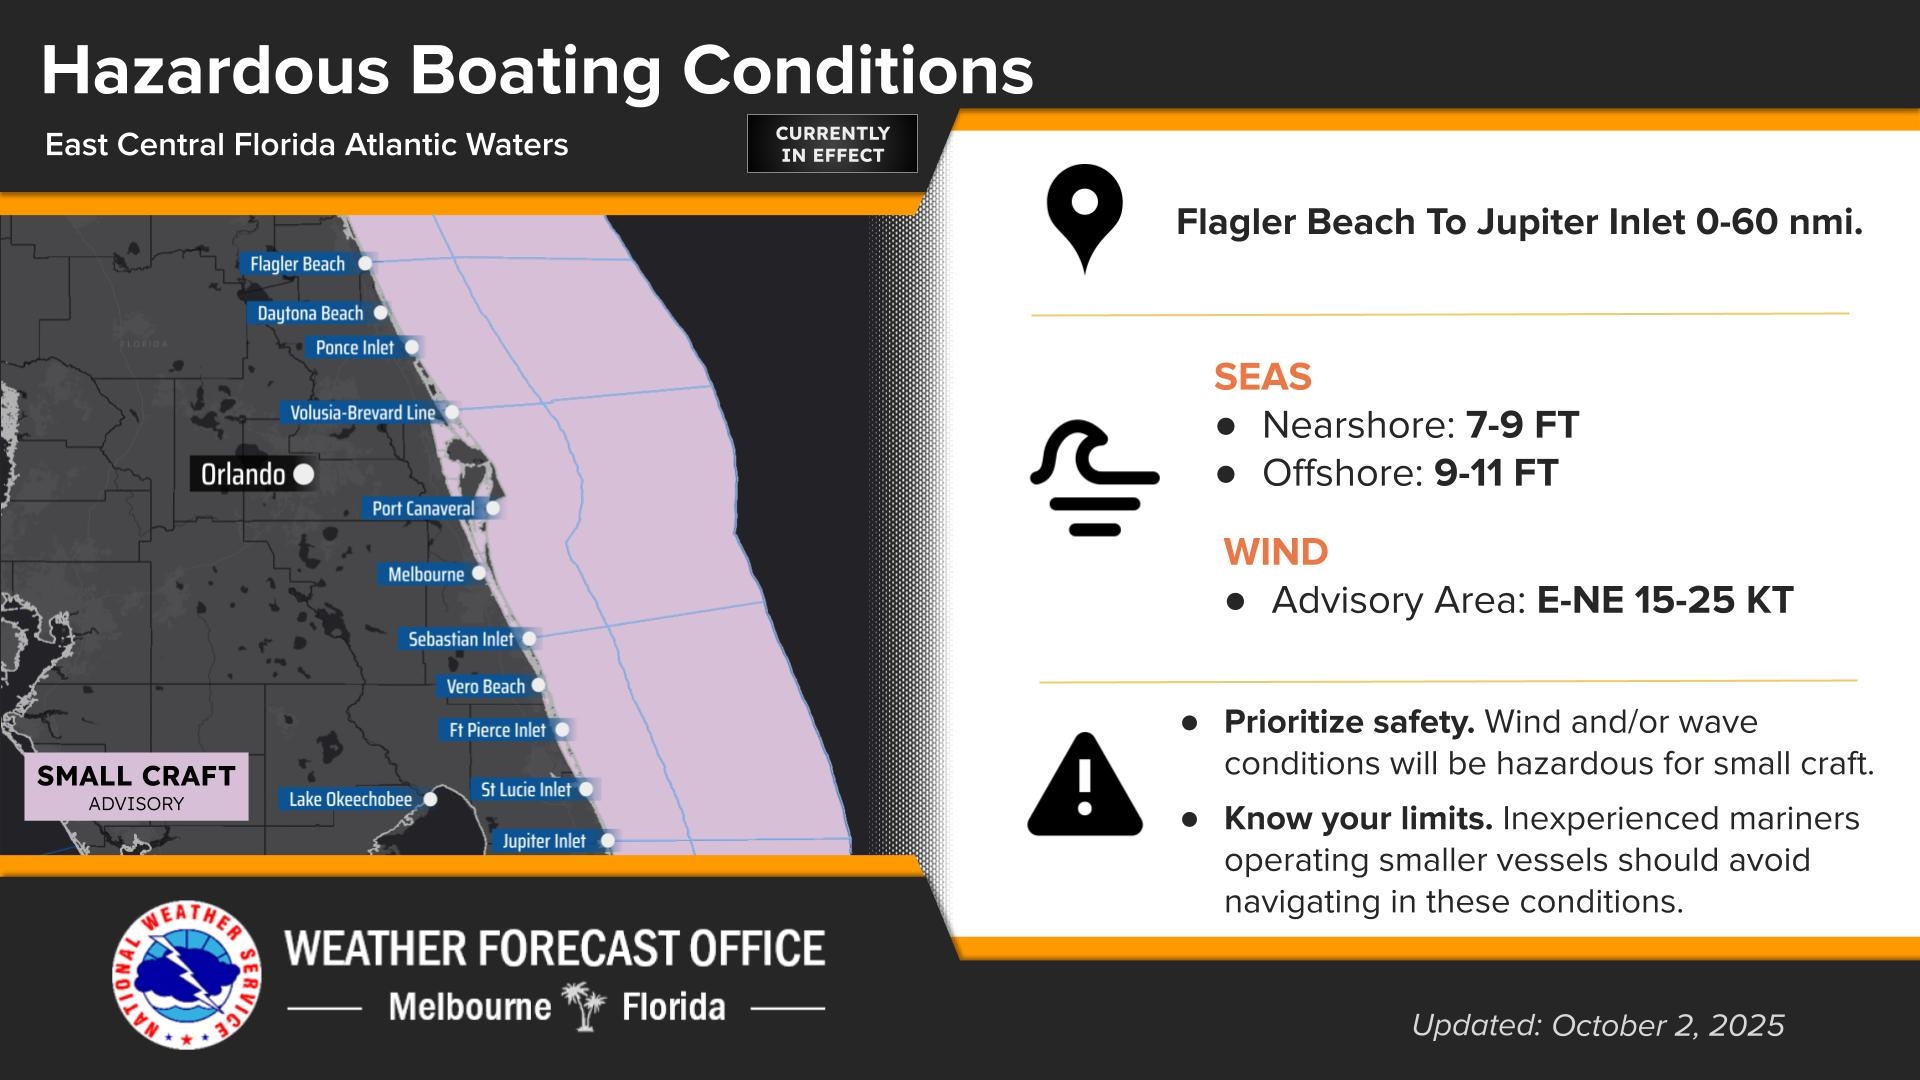 Hazardous Boating Conditions
East Central Florida Atlantic Waters
CURRENTLY
IN EFFECT
Flagler Beach
Daytona Beach
FLORIDA
Ponce Inlet
Volusia-Brevard Line
Orlando
Port Canaveral
Melbourne
Sebastian Inlet
Vero Beach
Ft Pierce Inlet
St Lucie Inlet
Lake Okeechobee
Jupiter Inlet
SMALL CRAFT
ADVISORY
Flagler Beach To Jupiter Inlet 0-60 nmi.
SEAS
● Nearshore: 7-9 FT
● Offshore: 9-11 FT
WIND
● Advisory Area: E-NE 15-25 KT
● Prioritize safety. Wind and/or wave
conditions will be hazardous for small craft.
● Know your limits. Inexperienced mariners
operating smaller vessels should avoid
navigating in these conditions.
NATIONAL WEATHER SERVICE
WEATHER FORECAST OFFICE
Melbourne Florida
Updated: October 2, 2025